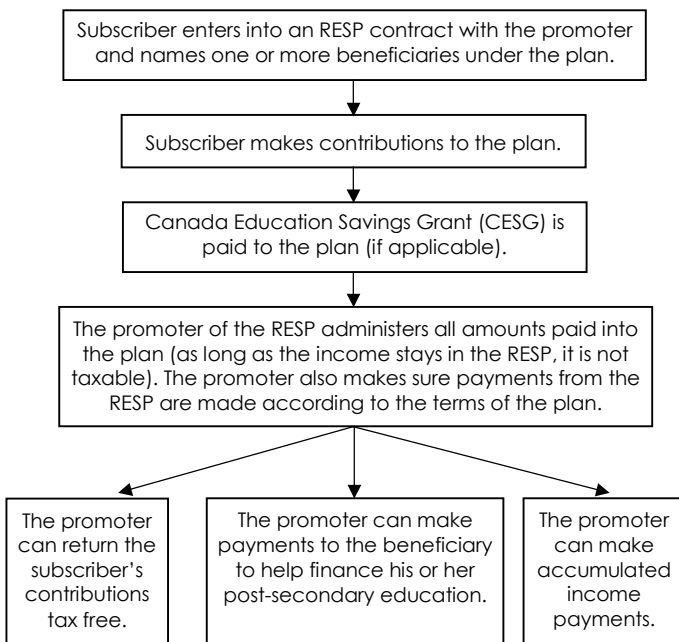 Subscriber enters into an RESP contract with the promoter
and names one or more beneficiaries under the plan.
Subscriber makes contributions to the plan.
Canada Education Savings Grant (CESG) is
paid to the plan (if applicable).
The promoter of the RESP administers all amounts paid into
the plan (as long as the income stays in the RESP, it is not
taxable). The promoter also makes sure payments from the
RESP are made according to the terms of the plan.
The promoter
can return the
subscriber's
contributions
tax free.
The promoter can make
payments to the beneficiary
to help finance his or her
post-secondary education.
The promoter
can make
accumulated
income
payments.